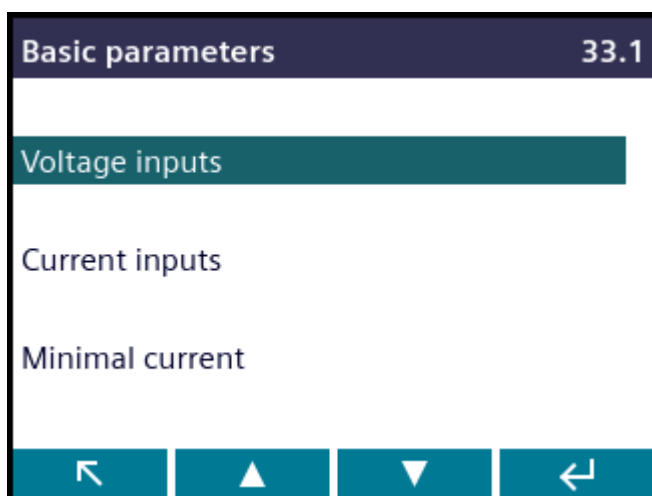 Basic parameters 33.1
Voltage inputs
Current inputs
Minimal current